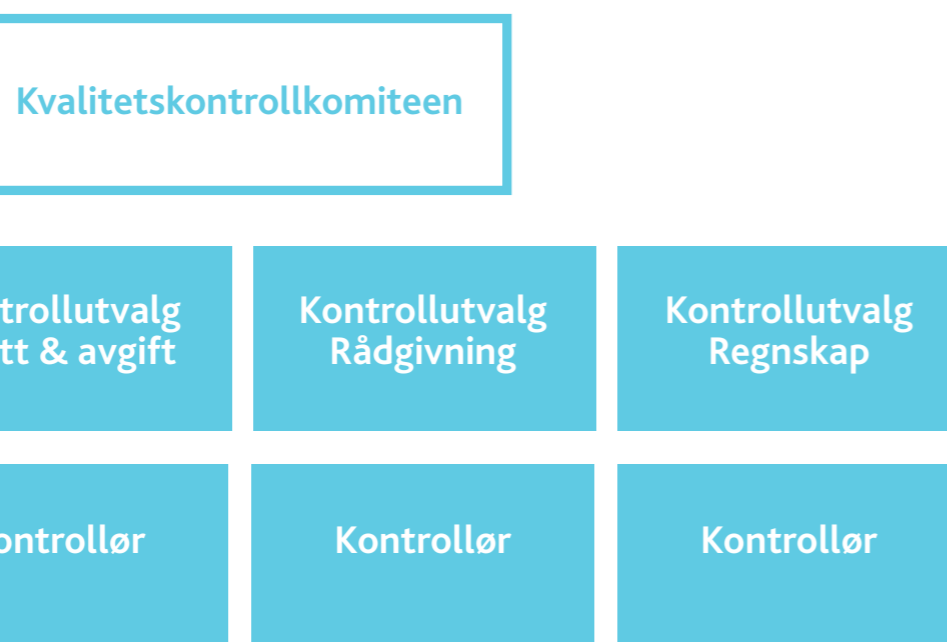 Kvalitetskontrollkomiteen
trollutvalg
tt & avgift
Kontrollutvalg
Rådgivning
Kontrollutvalg
Regnskap
ontrollør
Kontrollør
Kontrollør